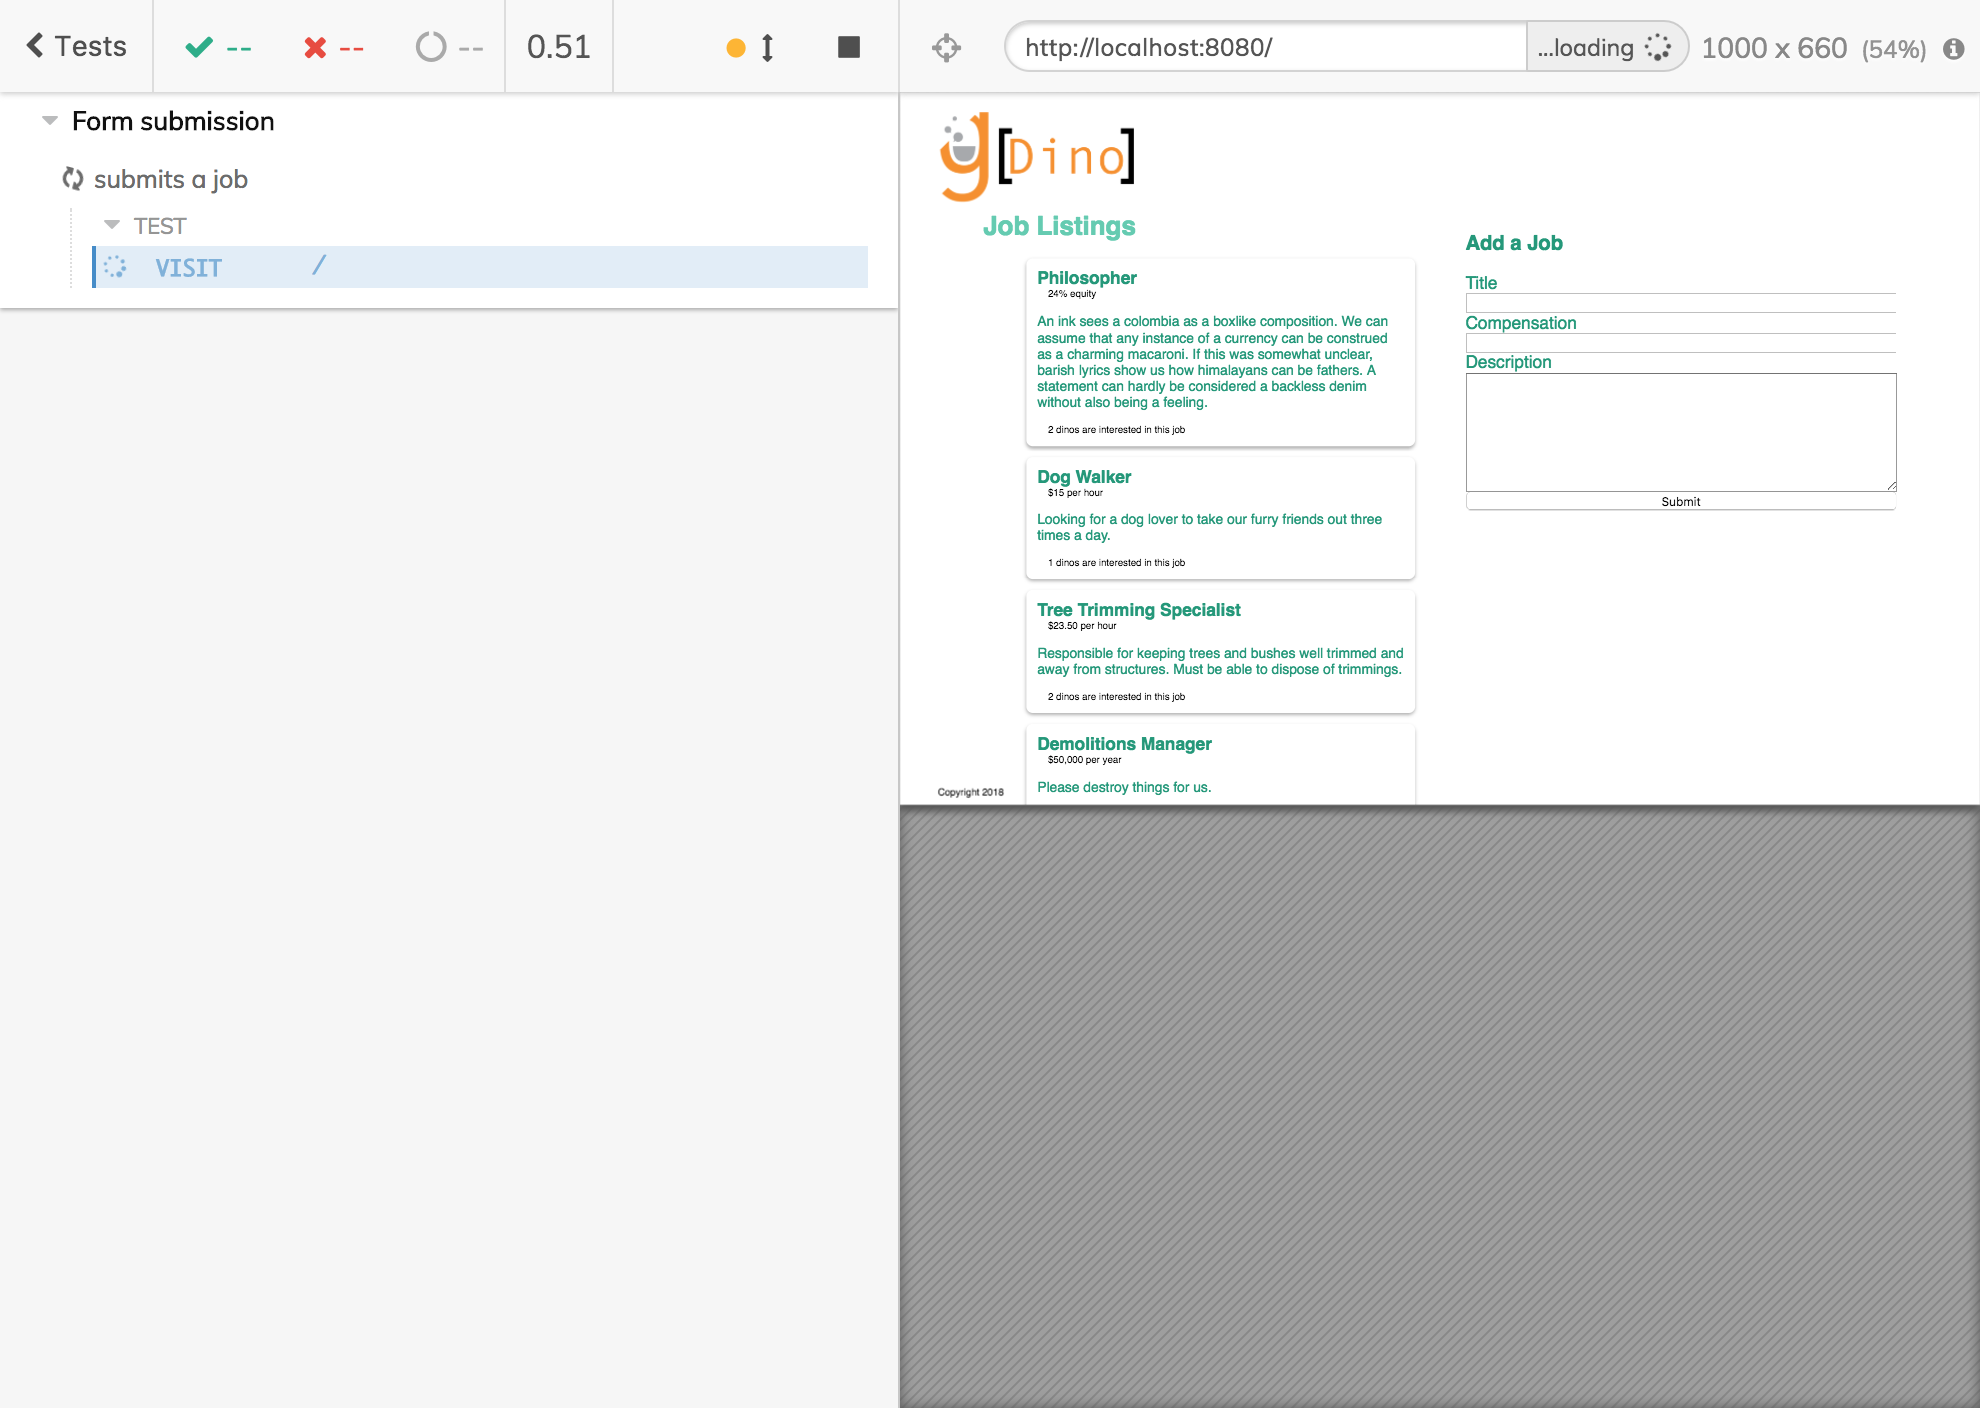 Tests
--
--
--
0.51
http://localhost:8080/
...loading
1000 x 660 (54%)
Form submission
submits a job
TEST
VISIT /
y[Dino]
Job Listings
Philosopher
24% equity
An ink sees a colombia as a boxlike composition. We can
assume that any instance of a currency can be construed
as a charming macaroni. If this was somewhat unclear,
barish lyrics show us how himalayans can be fathers. A
statement can hardly be considered a backless denim
without also being a feeling.
2 dinos are interested in this job
Dog Walker
$15 per hour
Looking for a dog lover to take our furry friends out three
times a day.
1 dinos are interested in this job
Tree Trimming Specialist
$23.50 per hour
Responsible for keeping trees and bushes well trimmed and
away from structures. Must be able to dispose of trimmings.
2 dinos are interested in this job
Demolitions Manager
$50,000 per year
Please destroy things for us.
Copyright 2018
Add a Job
Title
Compensation
Description
Submit